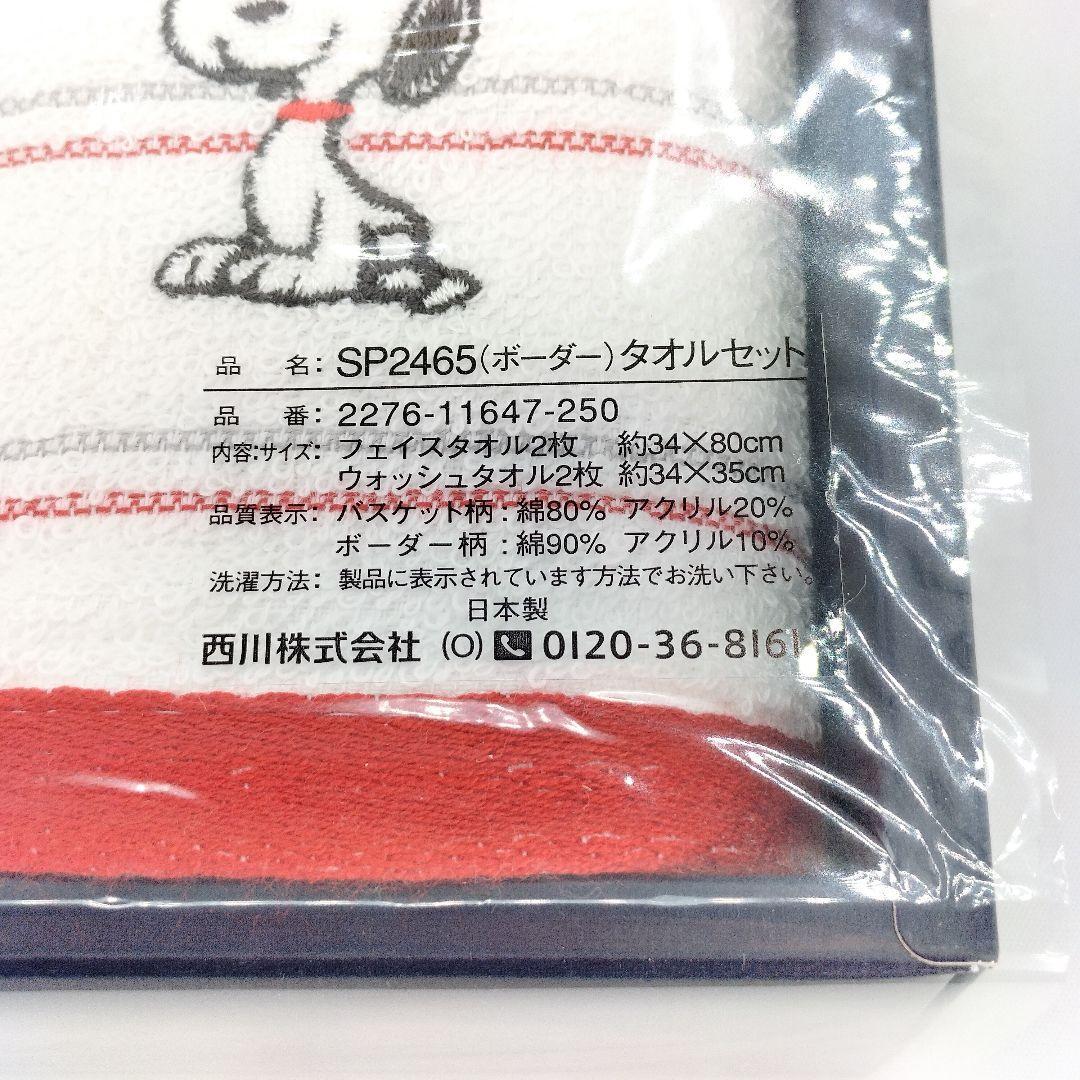 品 名: SP2465(ボーダー)タオルセット
品 番: 2276-11647-250
内容:サイズ: フェイスタオル2枚 約34×80cm
ウォッシュタオル2枚 約34×35cm
品質表示: バスケット柄: 綿80% アクリル20%
ボーダー柄: 綿90% アクリル10%
洗濯方法: 製品に表示されています方法でお洗い下さい。
日本製
西川株式会社 (O) 0120-36-8161